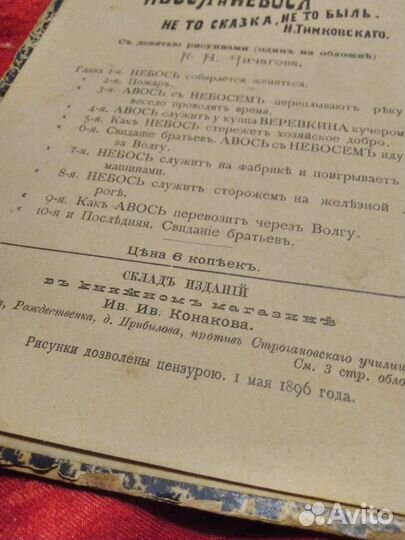 НЕ ТО СКАЗКА, НЕ ТО БЫЛЬ.
Н. Тимковскаго.
Съ девятью рисунками (одинъ на обложкѣ)
К. Н. Чичагова.
Глава 1-я. НЕБОСЬ собирается жениться.
" 2-я. Пожаръ.
" 3-я. АВОСЬ съ НЕБОСЕМЪ переплываютъ рѣку
весело проводятъ время.
" 4-я. АВОСЬ служитъ у купца ВЕРЕВКИНА кучеромъ
" 5-я. Какъ НЕБОСЬ стережетъ хозяйское добро.
" 6-я. Свиданіе братьевъ. АВОСЬ съ НЕБОСЕМЪ идутъ
за Волгу.
" 7-я. НЕБОСЬ служитъ на фабрикѣ и поигрываетъ
машинами.
" 8-я. НЕБОСЬ служитъ сторожемъ на желѣзной
рогѣ.
" 9-я. Какъ АВОСЬ перевозитъ черезъ Волгу.
" 10-я и Послѣдняя. Свиданіе братьевъ.
Цѣна 6 копѣекъ.
СКЛАДЪ ИЗДАНІЙ
въ книжномъ магазинѣ
Ив. Ив. Конакова.
Рождественка, д. Прибылова, противъ Строгановскаго училищ
См. 3 стр. обло
Рисунки дозволены цензурою. 1 мая 1896 года.
Avito